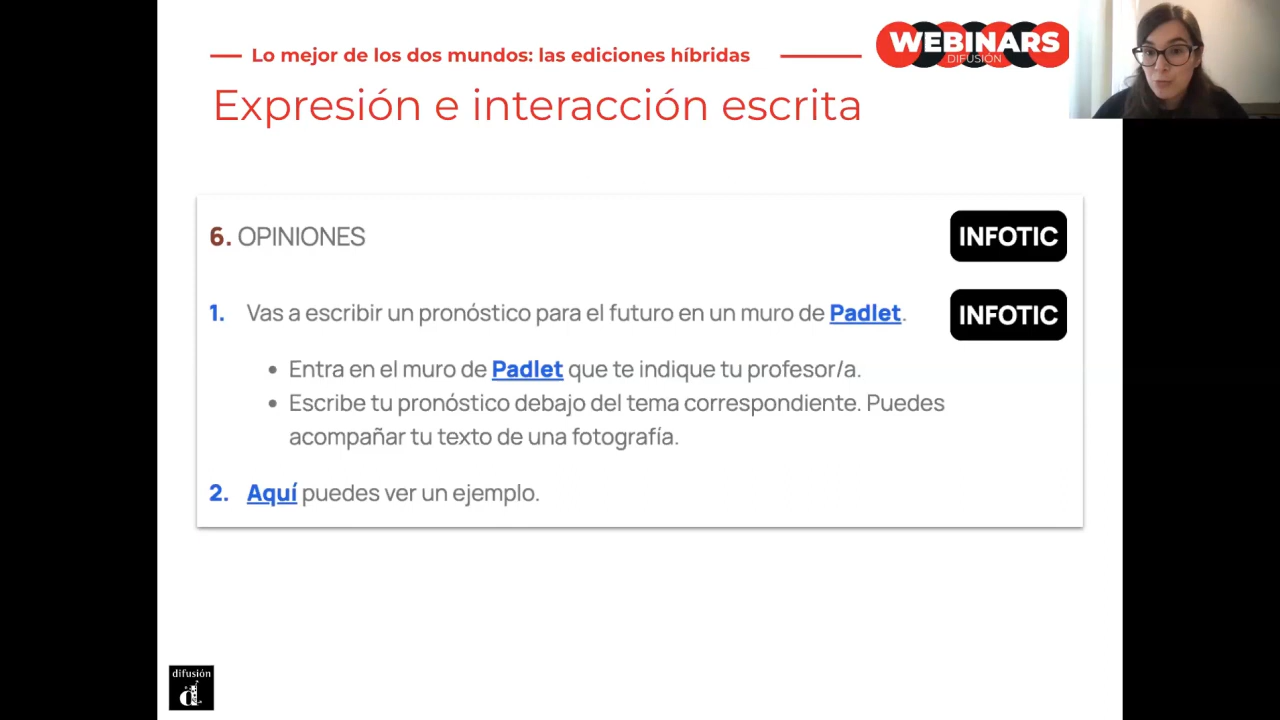 Lo mejor de los dos mundos: las ediciones híbridas
WEBINARS
DIFUSIÓN
Expresión e interacción escrita
6. OPINIONES
INFOTIC
1. Vas a escribir un pronóstico para el futuro en un muro de Padlet.
INFOTIC
• Entra en el muro de Padlet que te indique tu profesor/a.
• Escribe tu pronóstico debajo del tema correspondiente. Puedes
acompañar tu texto de una fotografía.
2. Aquí puedes ver un ejemplo.
difusión